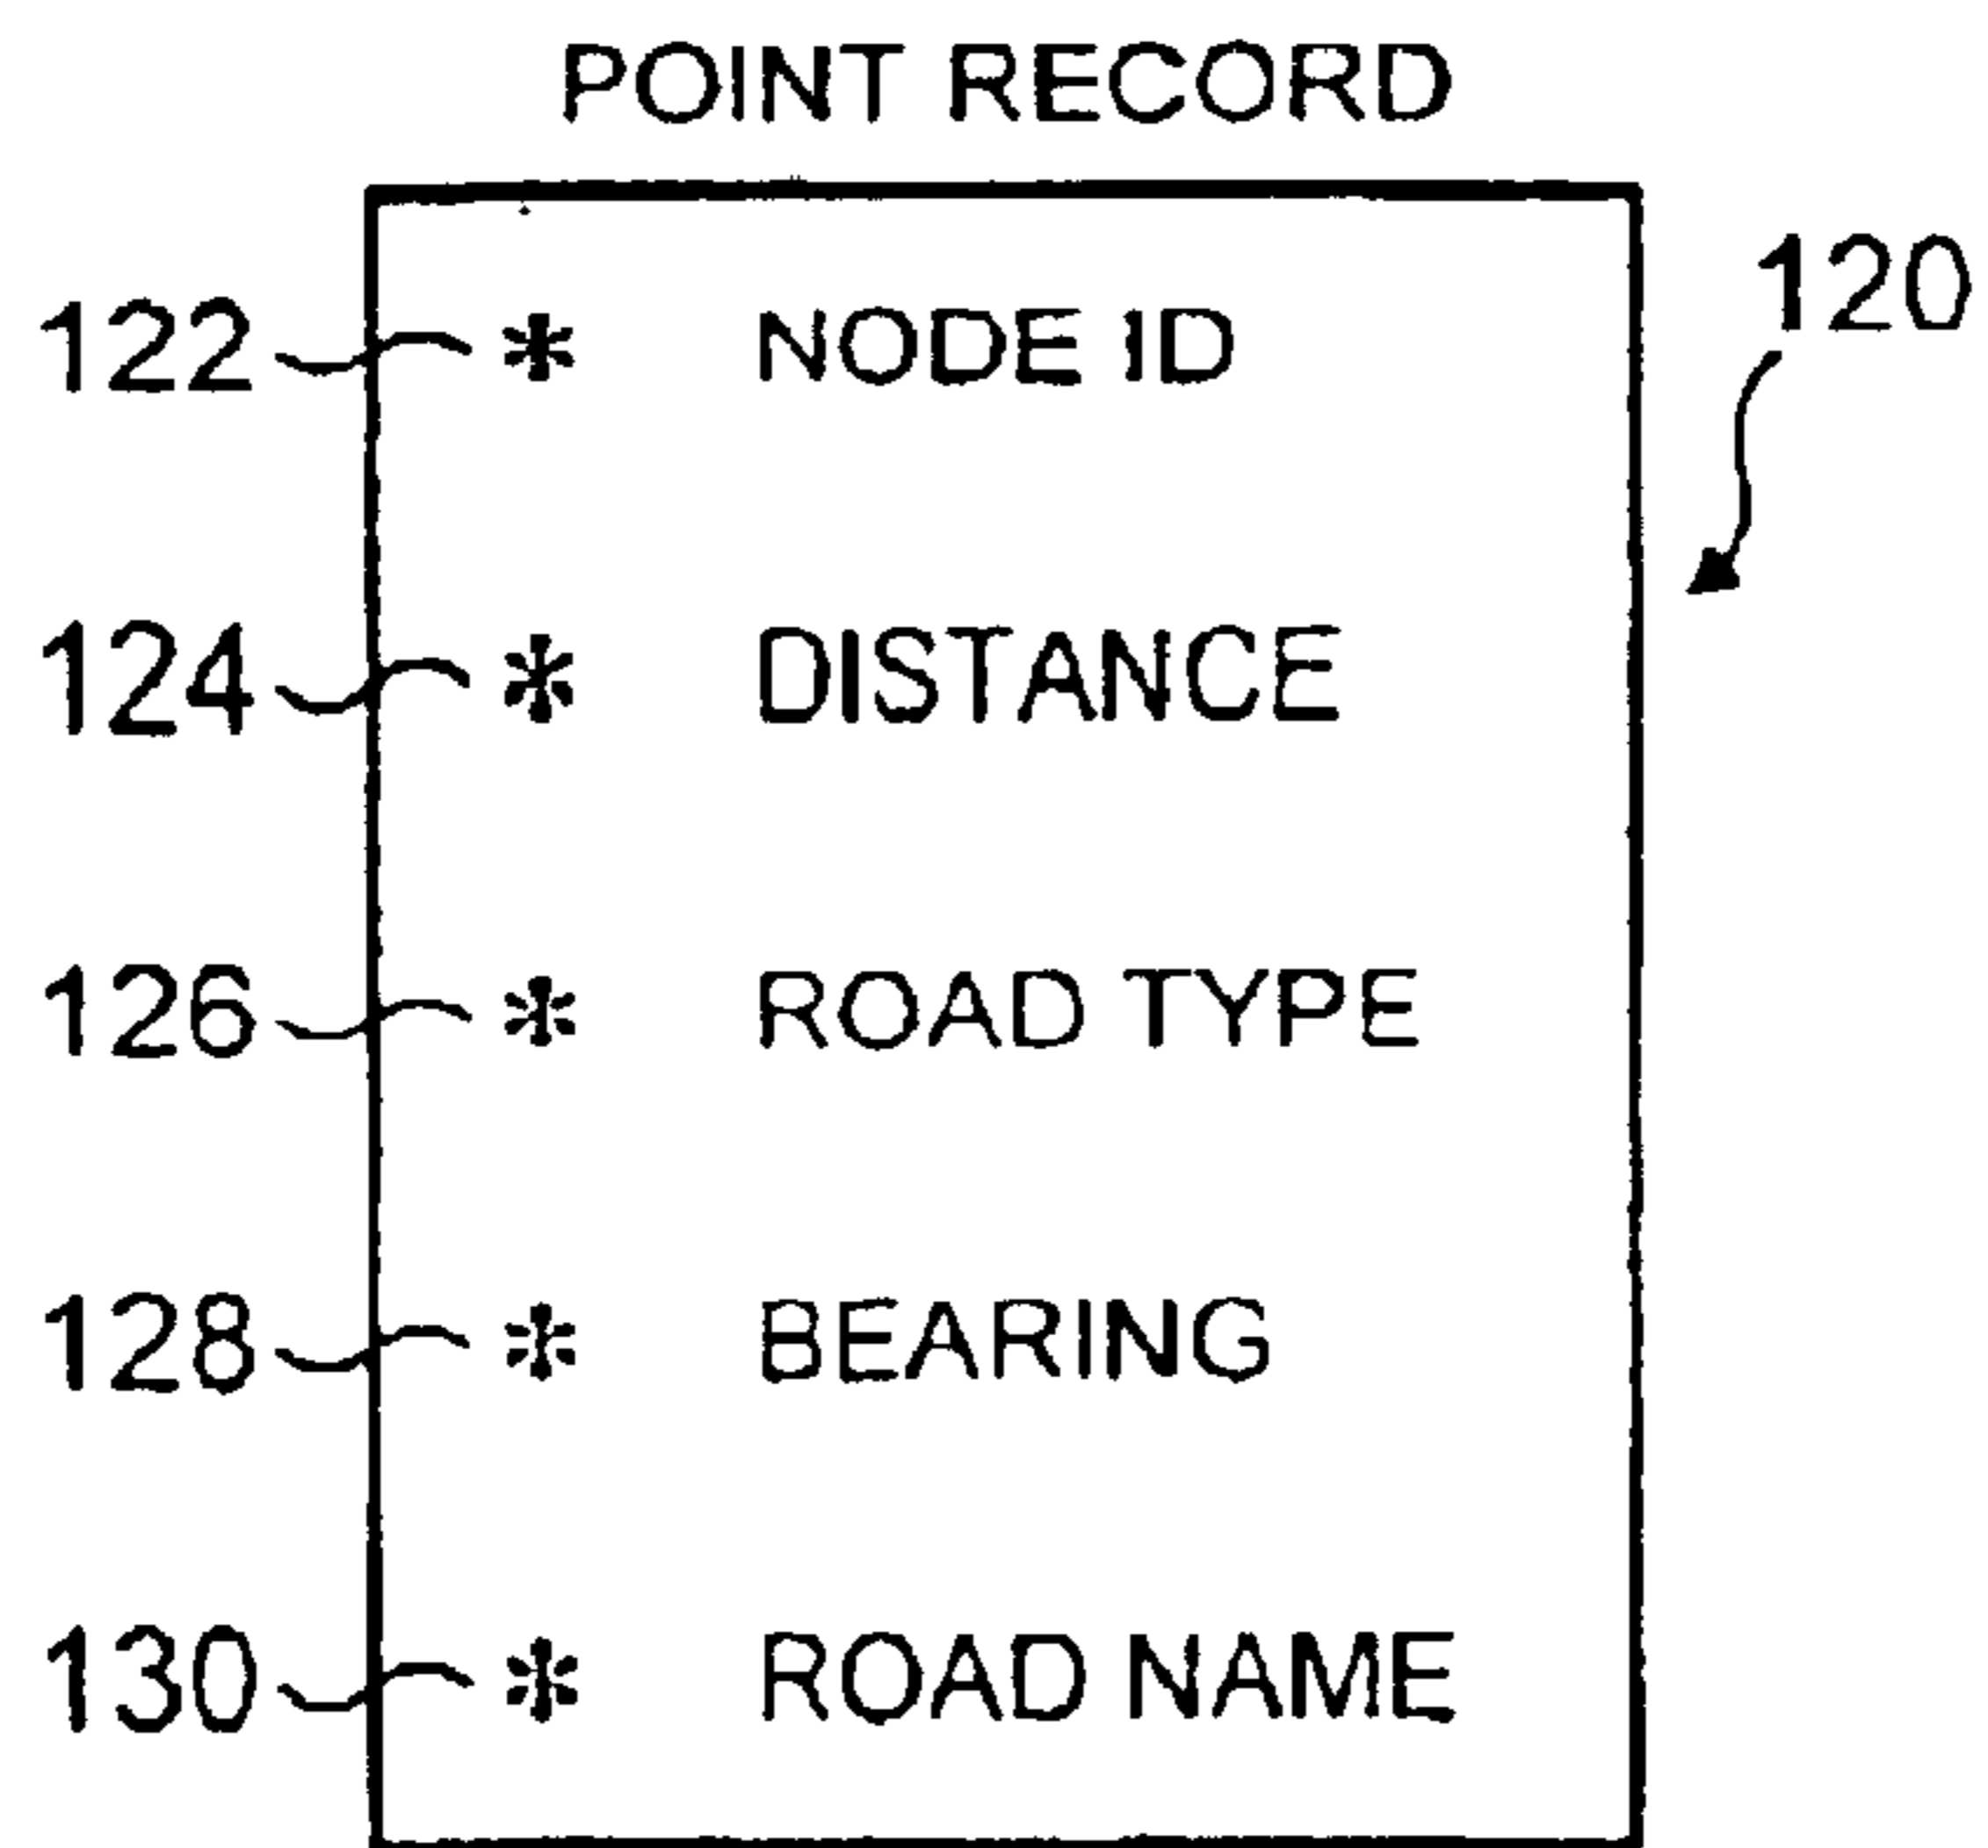 POINT RECORD
120
122 * NODE ID
124 * DISTANCE
126 * ROAD TYPE
128 * BEARING
130 * ROAD NAME